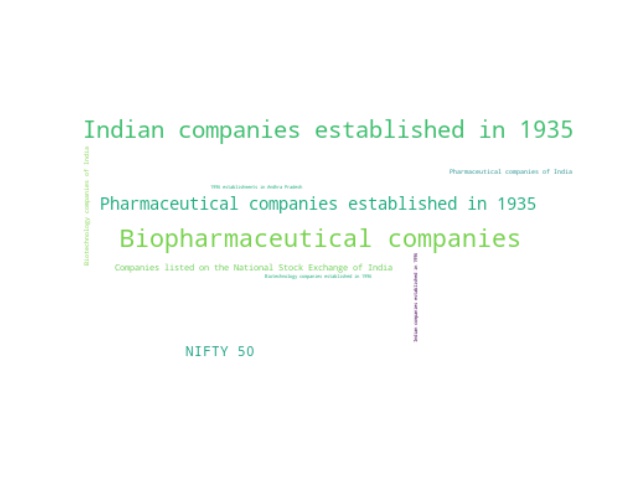 Indian companies established in 1935
Biotechnology companies of India
Pharmaceutical companies of India
1996 establishments in Andhra Pradesh
Pharmaceutical companies established in 1935
Biopharmaceutical companies
Indian companies established in 1996
Companies listed on the National Stock Exchange of India
Biotechnology companies established in
NIFTY 50